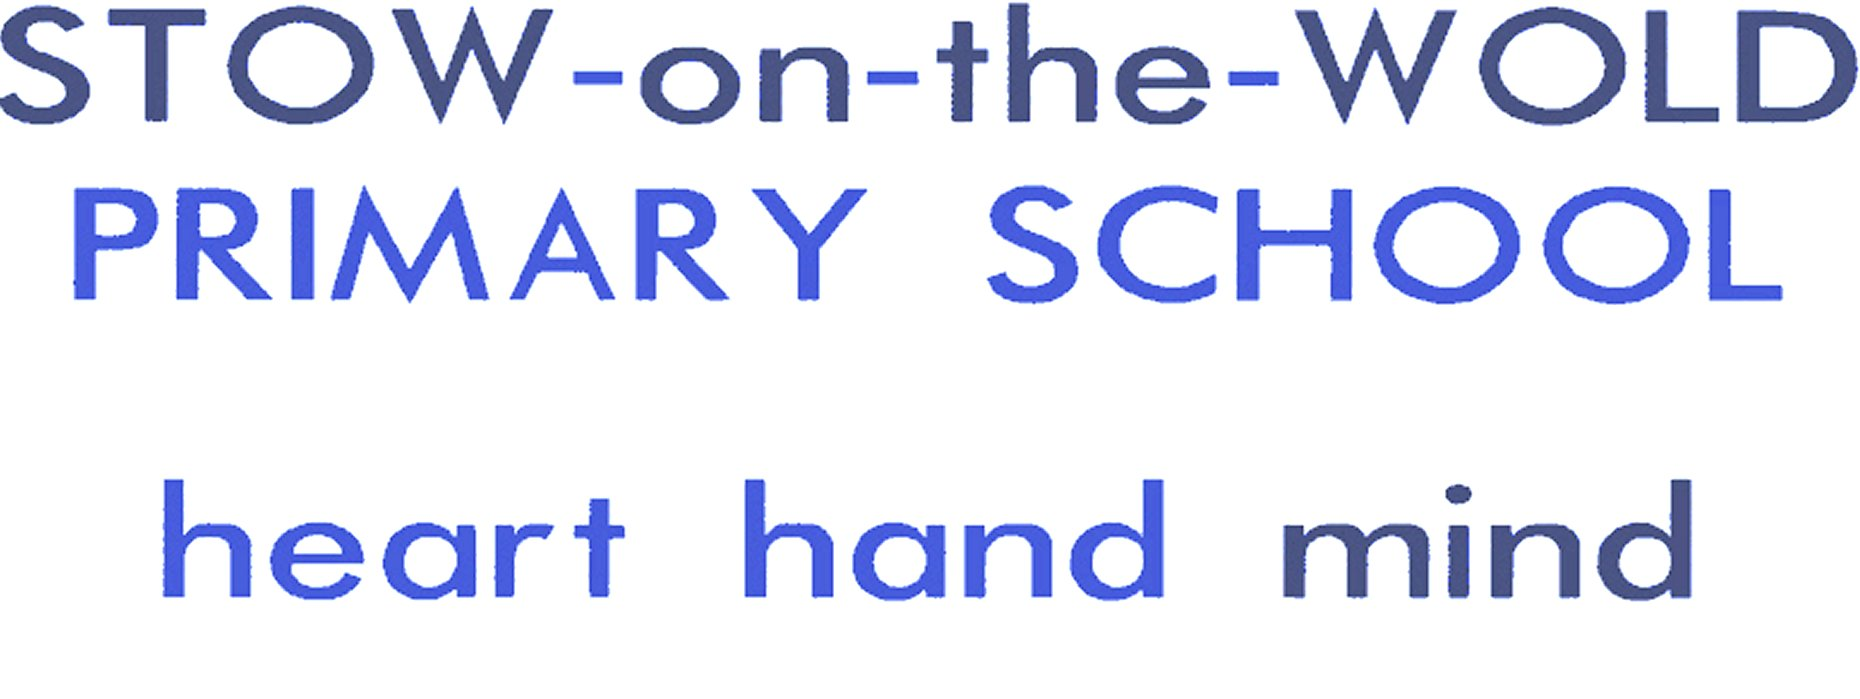 STOW-on-the-WOLD
PRIMARY SCHOOL
heart hand mind